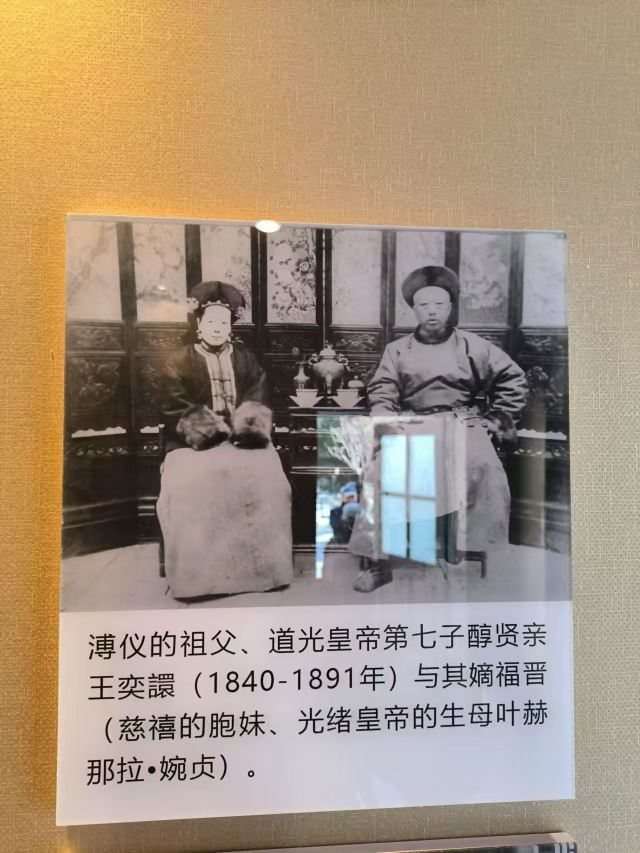 溥仪的祖父、道光皇帝第七子醇贤亲
王奕譞（1840-1891年）与其嫡福晋
（慈禧的胞妹、光绪皇帝的生母叶赫
那拉•婉贞）。